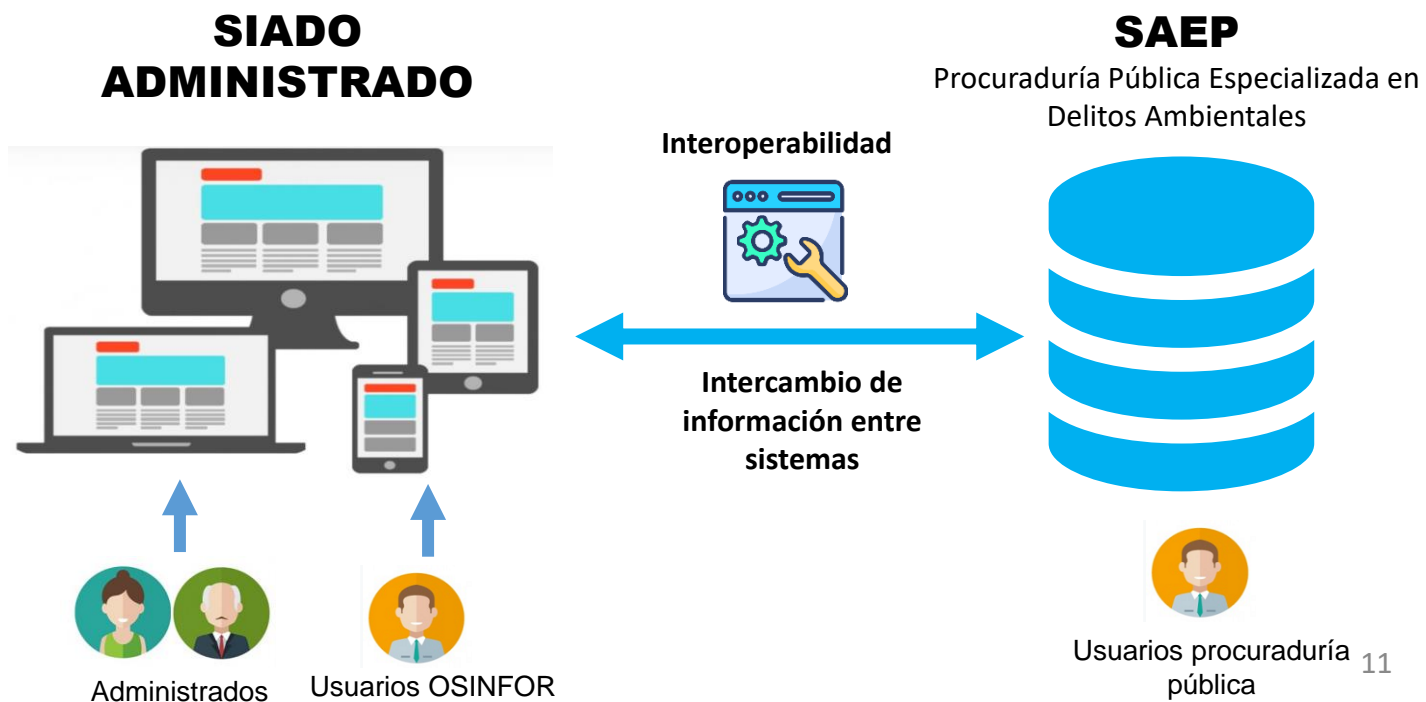 SIADO
ADMINISTRADO
SAEP
Procuraduría Pública Especializada en
Delitos Ambientales
Interoperabilidad
Intercambio de
información entre
sistemas
Administrados
Usuarios OSINFOR
Usuarios procuraduría
pública
11